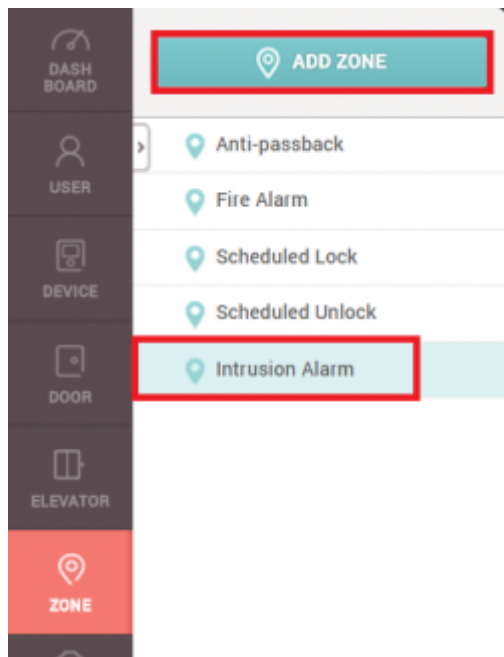 DASH
BOARD
USER
DEVICE
DOOR
ELEVATOR
ZONE
ADD ZONE
Anti-passback
Fire Alarm
Scheduled Lock
Scheduled Unlock
Intrusion Alarm